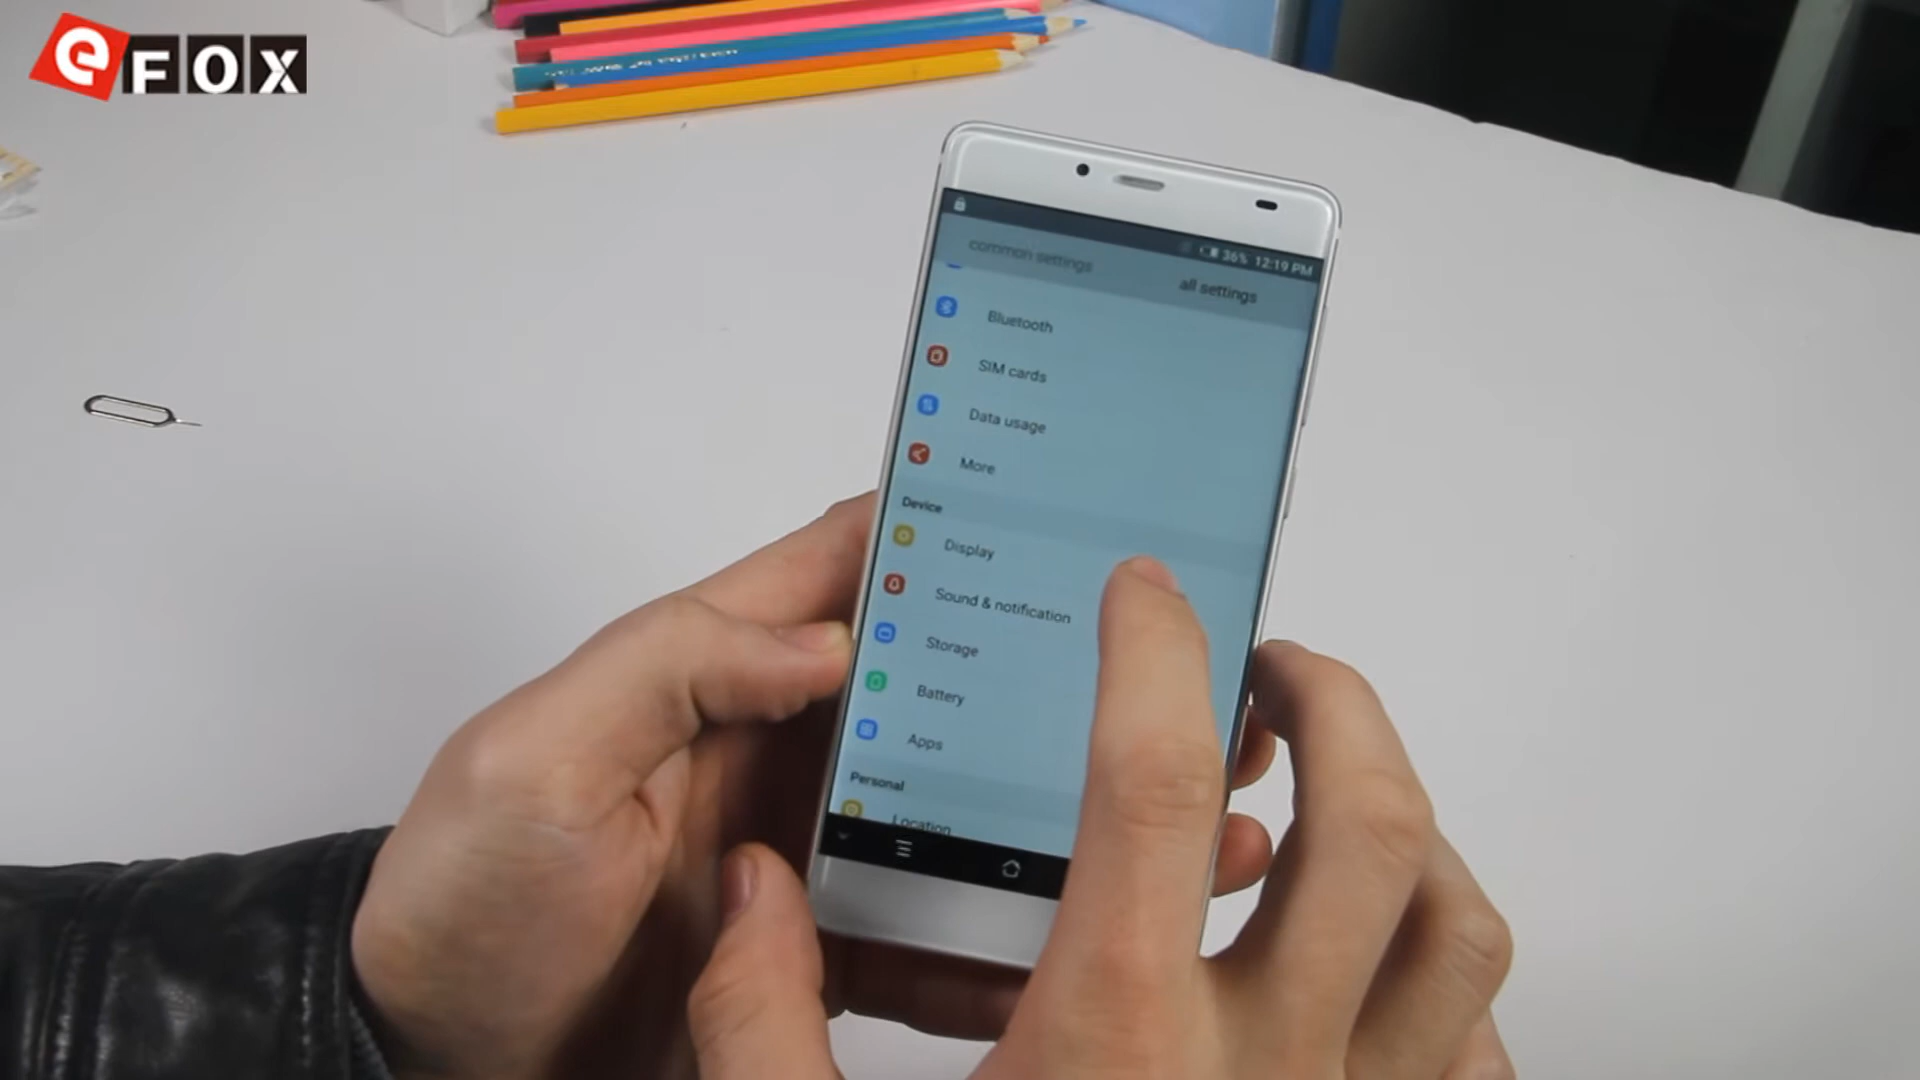 eFOX
36% 12:19 PM
common settings
all settings
Bluetooth
SIM cards
Data usage
More
Device
Display
Sound & notification
Storage
Battery
Apps
Personal
Location